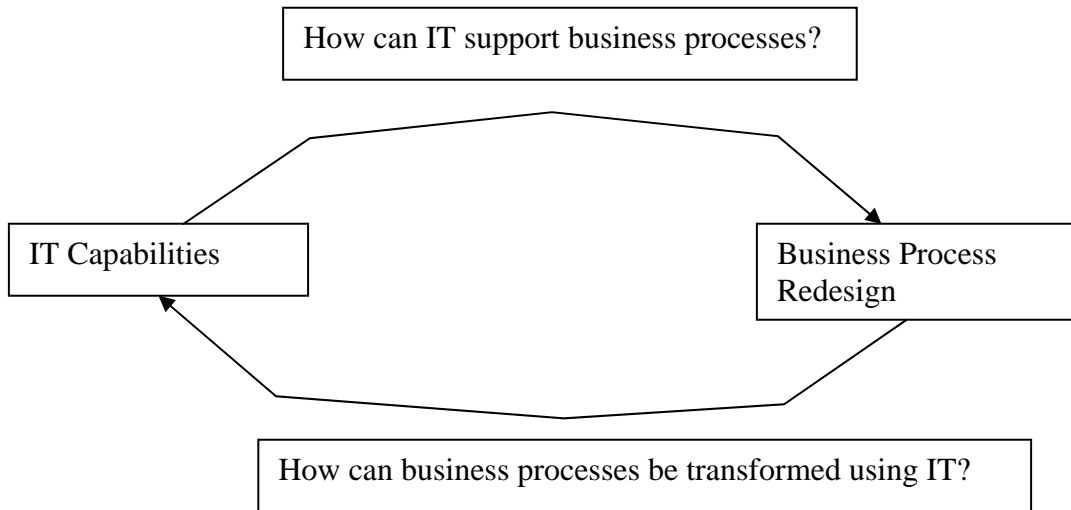 How can IT support business processes?
IT Capabilities
Business Process
Redesign
How can business processes be transformed using IT?